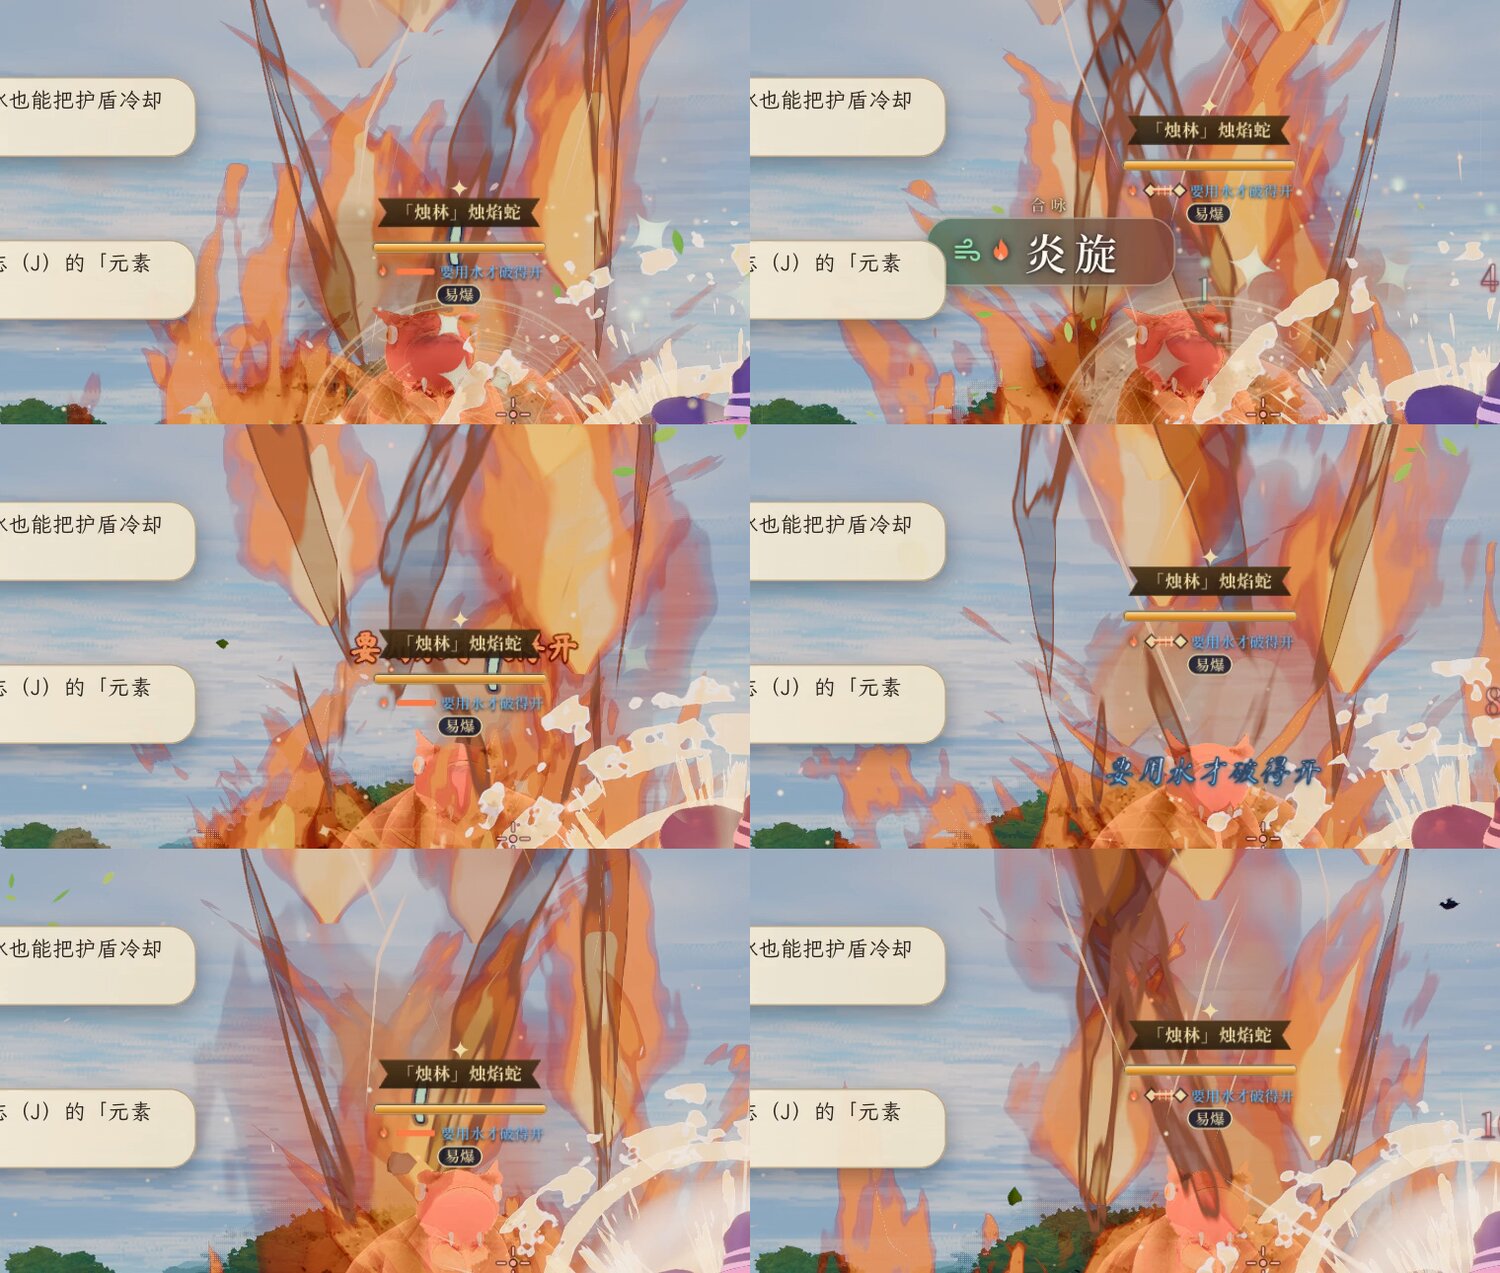 也能把护盾冷却
「烛林」烛焰蛇
要用水才破得开
易爆
(J)的「元素
也能把护盾冷却
「烛林」烛焰蛇
要用水才破得开
易爆
合咏
炎旋
1
(J)的「元素
4
也能把护盾冷却
要
「烛林」烛焰蛇
开
要用水才破得开
易爆
(J)的「元素
也能把护盾冷却
「烛林」烛焰蛇
要用水才破得开
易爆
(J)的「元素
要用水才破得开
也能把护盾冷却
「烛林」烛焰蛇
要用水才破得开
易爆
(J)的「元素
也能把护盾冷却
「烛林」烛焰蛇
要用水才破得开
易爆
(J)的「元素